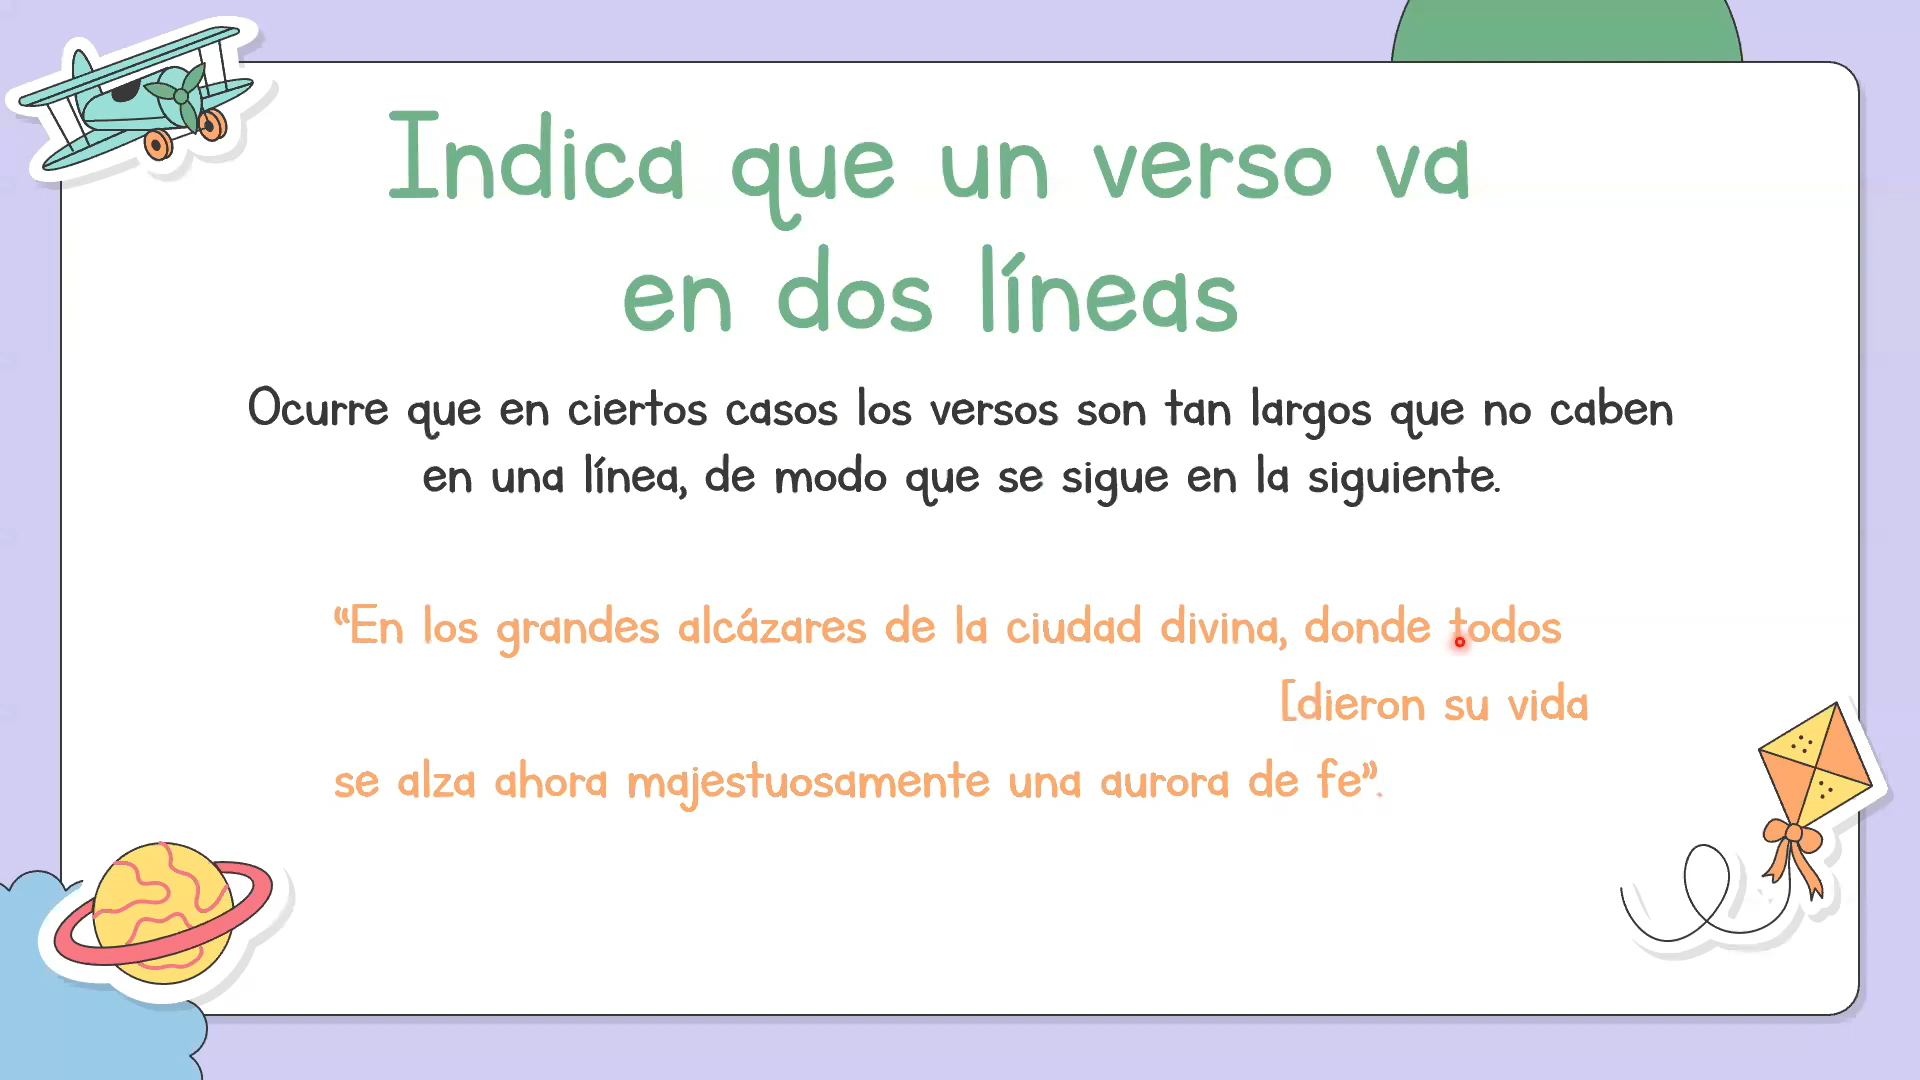 Indica que un verso va
en dos líneas
Ocurre que en ciertos casos los versos son tan largos que no caben
en una línea, de modo que se sigue en la siguiente.
“En los grandes alcázares de la ciudad divina, donde todos
[dieron su vida
se alza ahora majestuosamente una aurora de fe”.